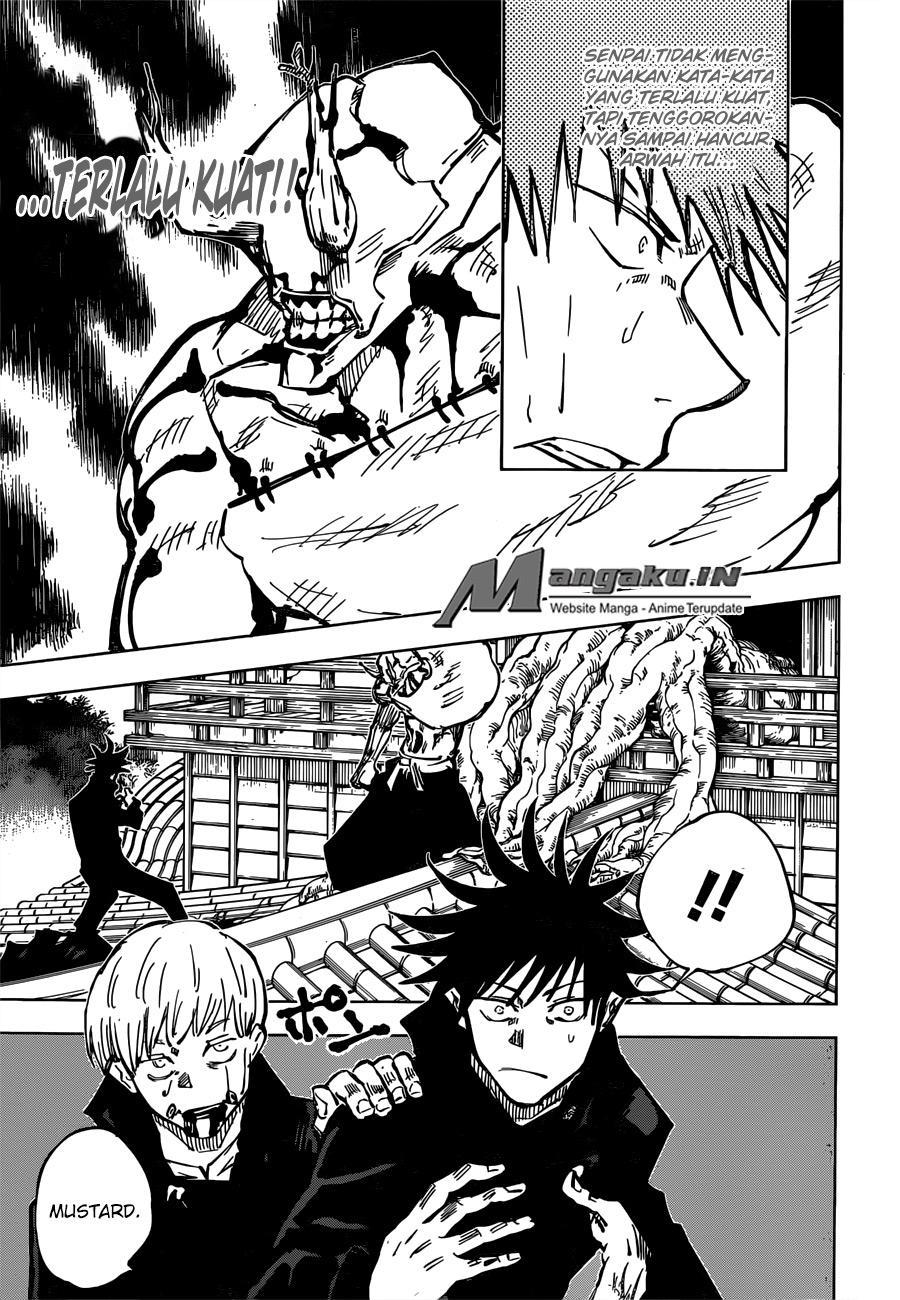 SENPAI TIDAK MENG-
GUNAKAN KATA-KATA
YANG TERLALU KUAT,
TAPI TENGGOROKAN-
NYA SAMPAI HANCUR.
ARWAH ITU...
...TERLALU KUAT!!
Mangaku.in
Website Manga - Anime Terupdate
!!
ポン
MUSTARD.